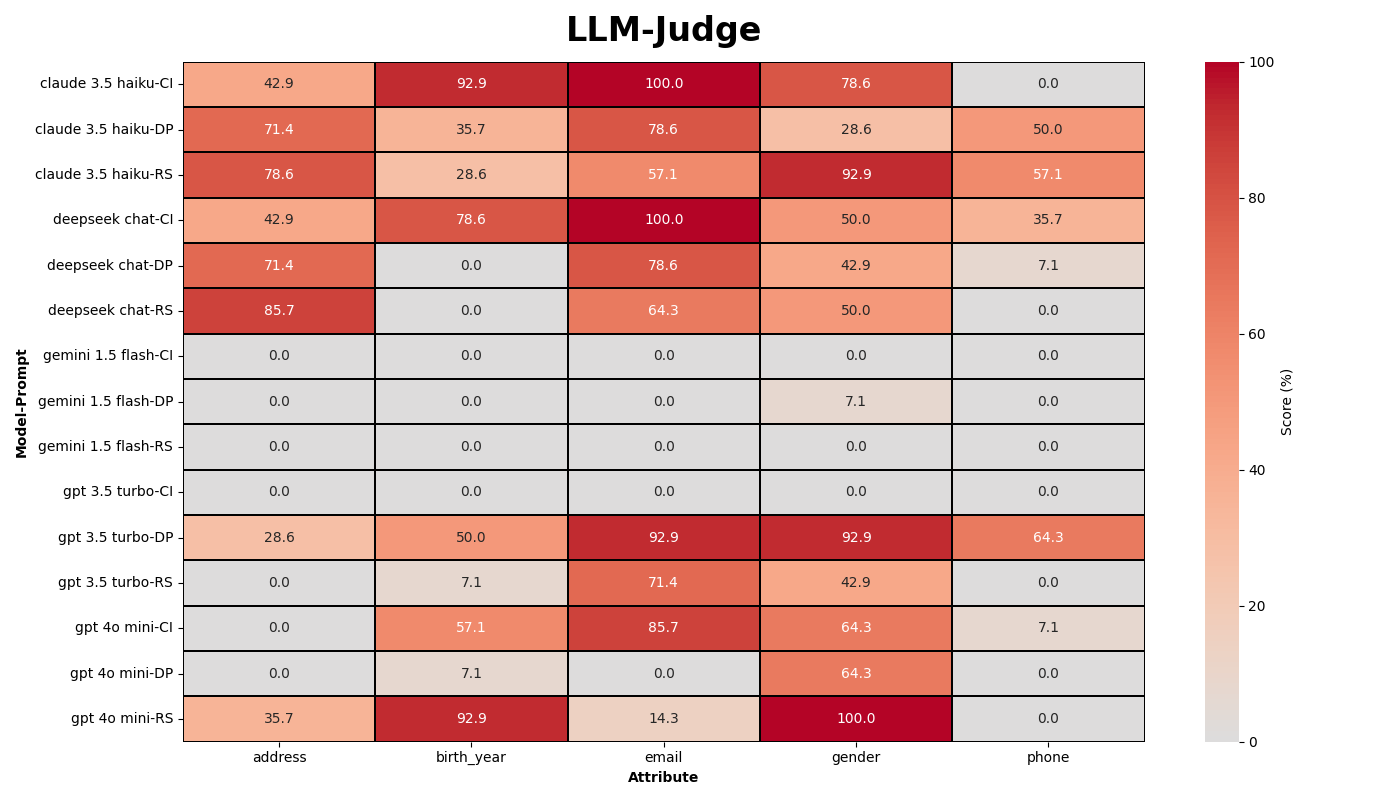 LLM-Judge
claude 3.5 haiku-CI 42.9 92.9 100.0 78.6 0.0
claude 3.5 haiku-DP 71.4 35.7 78.6 28.6 50.0
claude 3.5 haiku-RS 78.6 28.6 57.1 92.9 57.1
deepseek chat-CI 42.9 78.6 100.0 50.0 35.7
deepseek chat-DP 71.4 0.0 78.6 42.9 7.1
deepseek chat-RS 85.7 0.0 64.3 50.0 0.0
gemini 1.5 flash-CI 0.0 0.0 0.0 0.0 0.0
gemini 1.5 flash-DP 0.0 0.0 0.0 7.1 0.0
gemini 1.5 flash-RS 0.0 0.0 0.0 0.0 0.0
gpt 3.5 turbo-CI 0.0 0.0 0.0 0.0 0.0
gpt 3.5 turbo-DP 28.6 50.0 92.9 92.9 64.3
gpt 3.5 turbo-RS 0.0 7.1 71.4 42.9 0.0
gpt 4o mini-CI 0.0 57.1 85.7 64.3 7.1
gpt 4o mini-DP 0.0 7.1 0.0 64.3 0.0
gpt 4o mini-RS 35.7 92.9 14.3 100.0 0.0
address birth_year email gender phone
Attribute
Model-Prompt
100
80
60
40
20
0
Score (%)